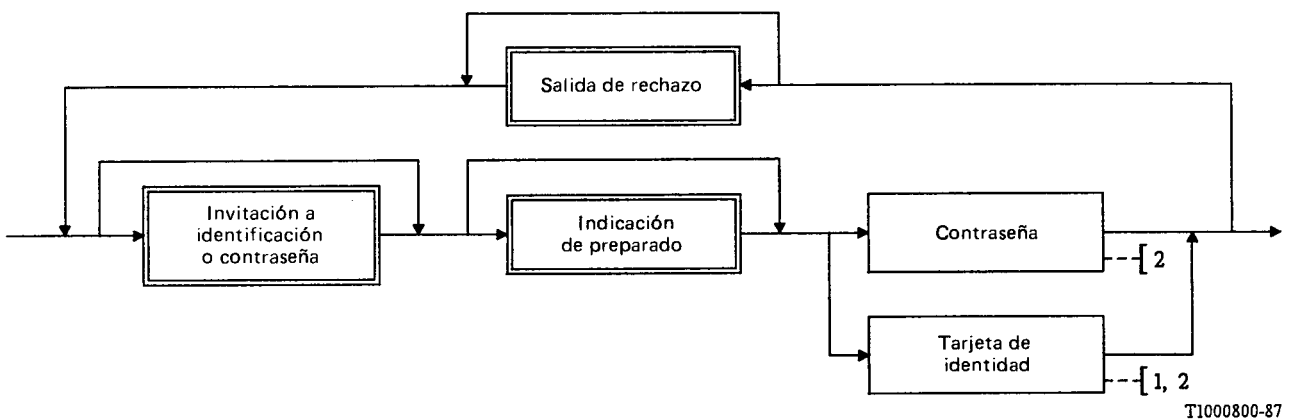 Salida de rechazo
Invitación a
identificación
o contraseña
Indicación
de preparado
Contraseña
2
Tarjeta de
identidad
1, 2
T1000800-87